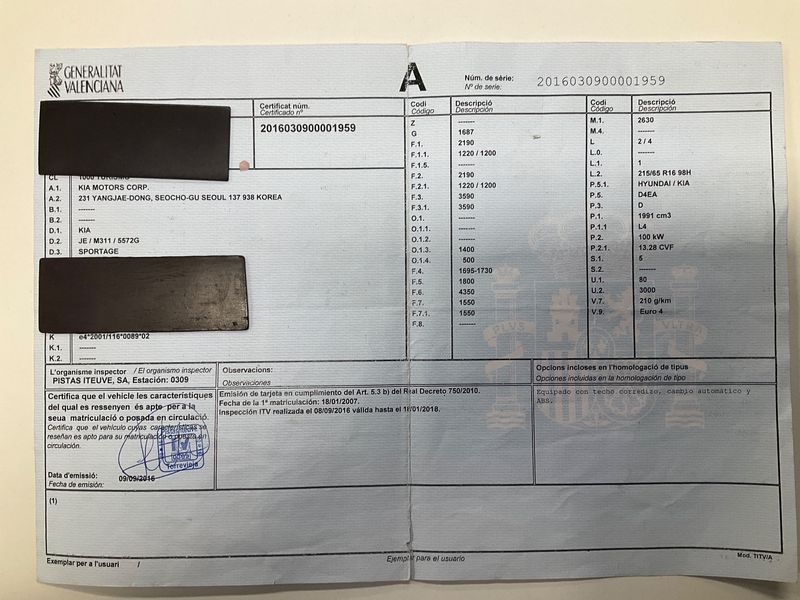 GENERALITAT
VALENCIANA
A
Núm. de sèrie:
Nº de serie:
2016030900001959
Certificat núm.
Certificado nº
2016030900001959
CL 1000 TURISMO
A.1. KIA MOTORS CORP.
A.2. 231 YANGJAE-DONG, SEOCHO-GU SEOUL 137 938 KOREA
B.1. -------
B.2. -------
D.1. KIA
D.2. JE / M311 / 5572G
D.3. SPORTAGE
K e4*2001/116*0089*02
K.1. -------
K.2. -------
Codi Descripció
Código Descripción
Z -------
G 1687
F.1. 2190
F.1.1. 1220 / 1200
F.1.5. -------
F.2. 2190
F.2.1. 1220 / 1200
F.3. 3590
F.3.1. 3590
O.1. -------
O.1.1. -------
O.1.2. -------
O.1.3. 1400
O.1.4. 500
F.4. 1695-1730
F.5. 1800
F.6. 4350
F.7. 1550
F.7.1. 1550
F.8. -------
Codi Descripció
Código Descripción
M.1. 2630
M.4. -------
L 2 / 4
L.0. -------
L.1. 1
L.2. 215/65 R16 98H
P.5.1. HYUNDAI / KIA
P.5. D4EA
P.3. D
P.1. 1991 cm3
P.1.1 L4
P.2. 100 kW
P.2.1. 13.28 CVF
S.1. 5
S.2. -------
U.1. 80
U.2. 3000
V.7. 210 g/km
V.9. Euro 4
PLVS VLTRA
L'organisme inspector / El organismo inspector
PISTAS ITEUVE, SA, Estación: 0309
Certifica que el vehicle les característiques
del qual es ressenyen és apte per a la
seua matriculació o posada en circulació.
Certifica que el vehículo cuyas características se
reseñan es apto para su matriculación o puesta en
circulación.
ITV
Torrevieja
Data d'emissió:
Fecha de emisión:
09/09/2016
Observacions:
Observaciones
Emisión de tarjeta en cumplimiento del Art. 5.3 b) del Real Decreto 750/2010.
Fecha de la 1ª matriculación: 18/01/2007.
Inspección ITV realizada el 08/09/2016 válida hasta el 18/01/2018.
Opcions incloses en l'homologació de tipus
Opciones incluidas en la homologación de tipo
Equipado con techo corredizo, cambio automático y
ABS.
(1)
Exemplar per a l'usuari /
Ejemplar para el usuario
Mod. TITV/A